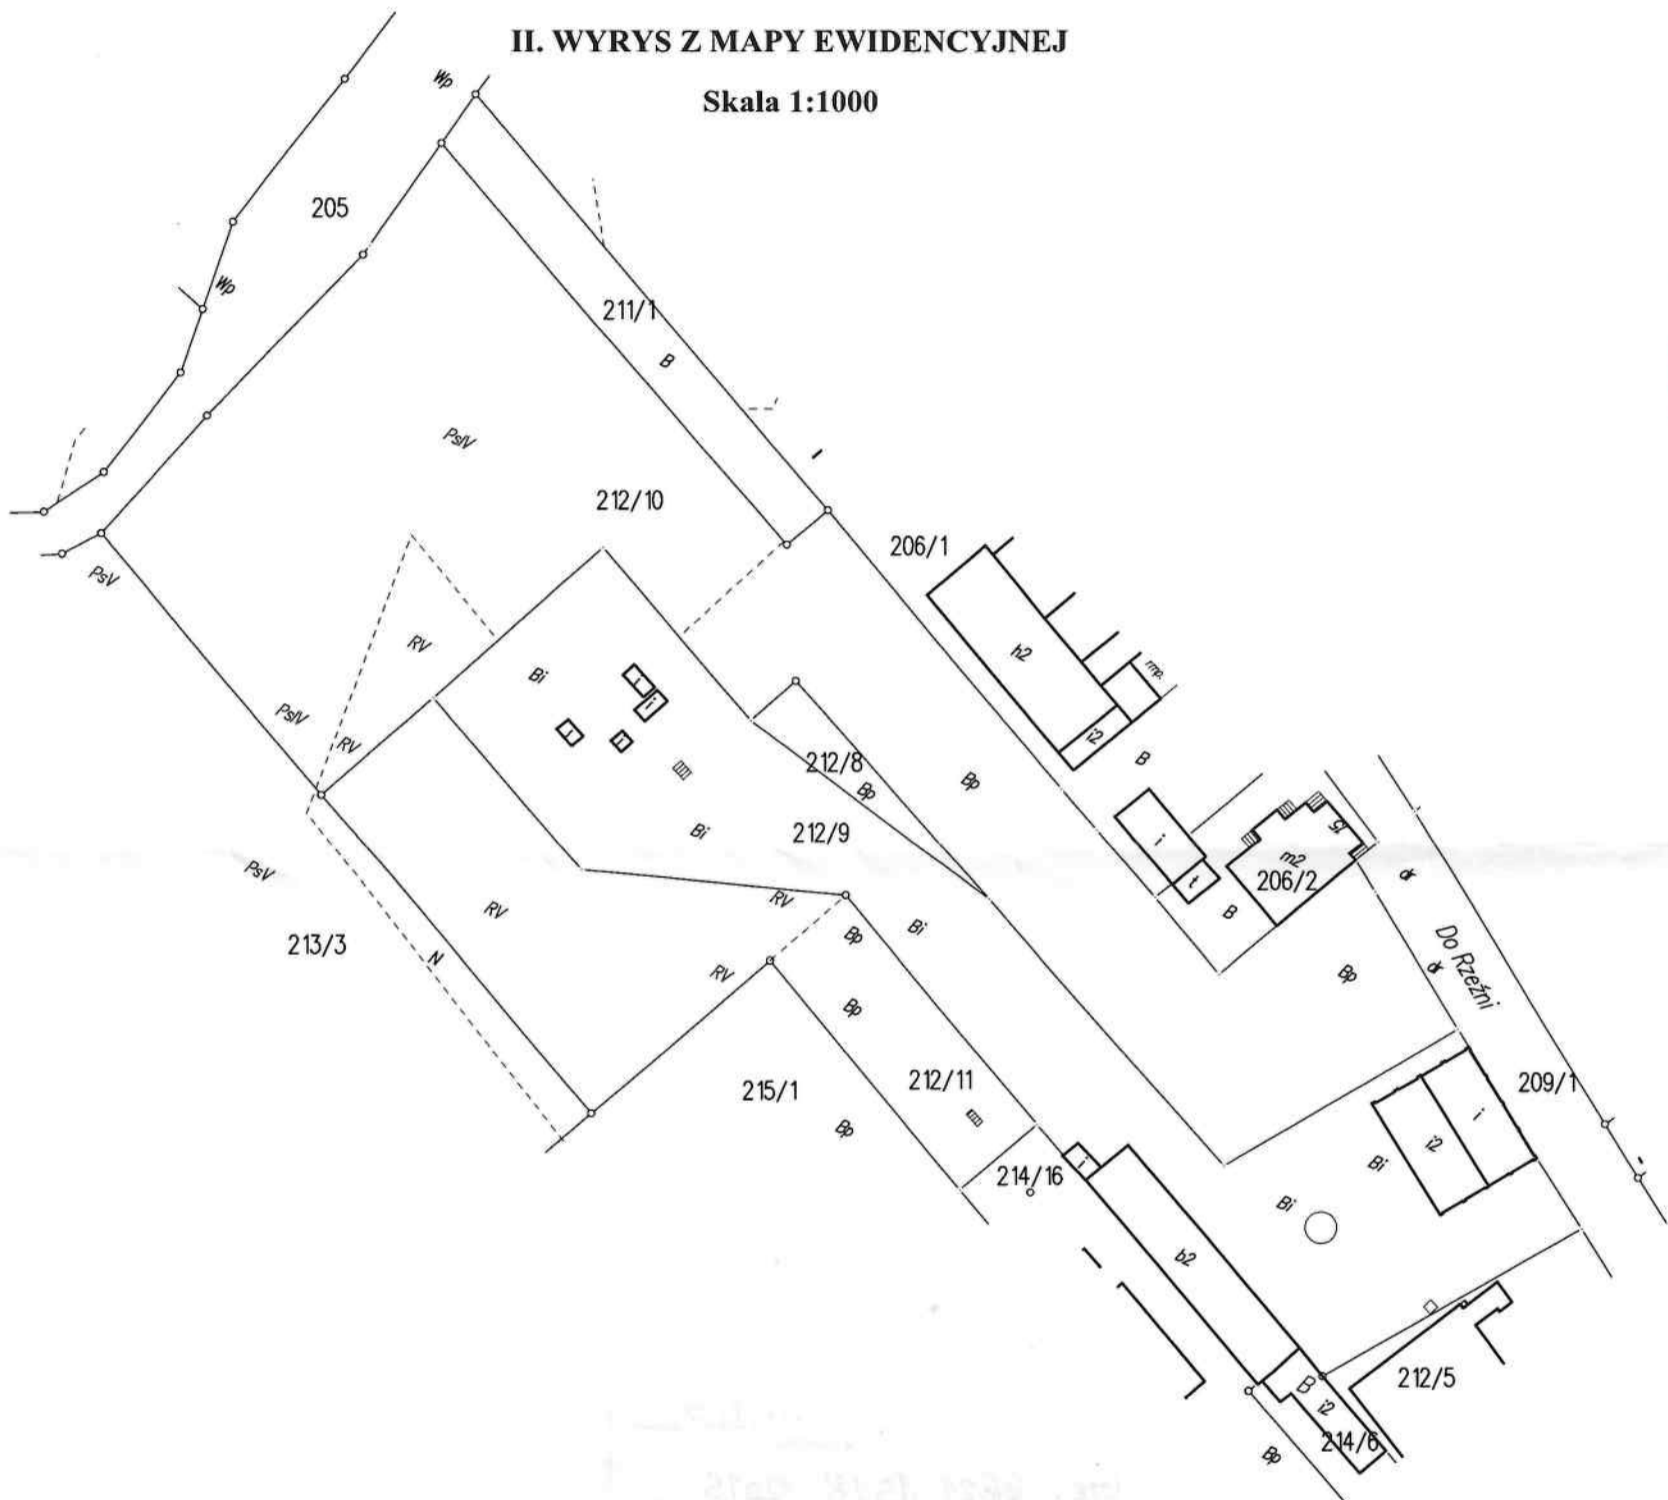 II. WYRYS Z MAPY EWIDENCYJNEJ
Skala 1:1000
Wp
205
Wp
211/1
B
PsIV
212/10
206/1
PsV
RV
h2
rmp.
Bi
i
i
PsIV
RV
i
i
i2
B
212/8
Bp
Bp
212/9
Bi
i
m2
206/2
t
dr
PsV
RV
RV
B
213/3
N
Bp
Bi
RV
Bp
dr
Do Rzeźni
Bp
212/11
215/1
209/1
Bp
i
i2
Bi
214/16
i
Bi
b2
212/5
B
i2
214/6
Bp